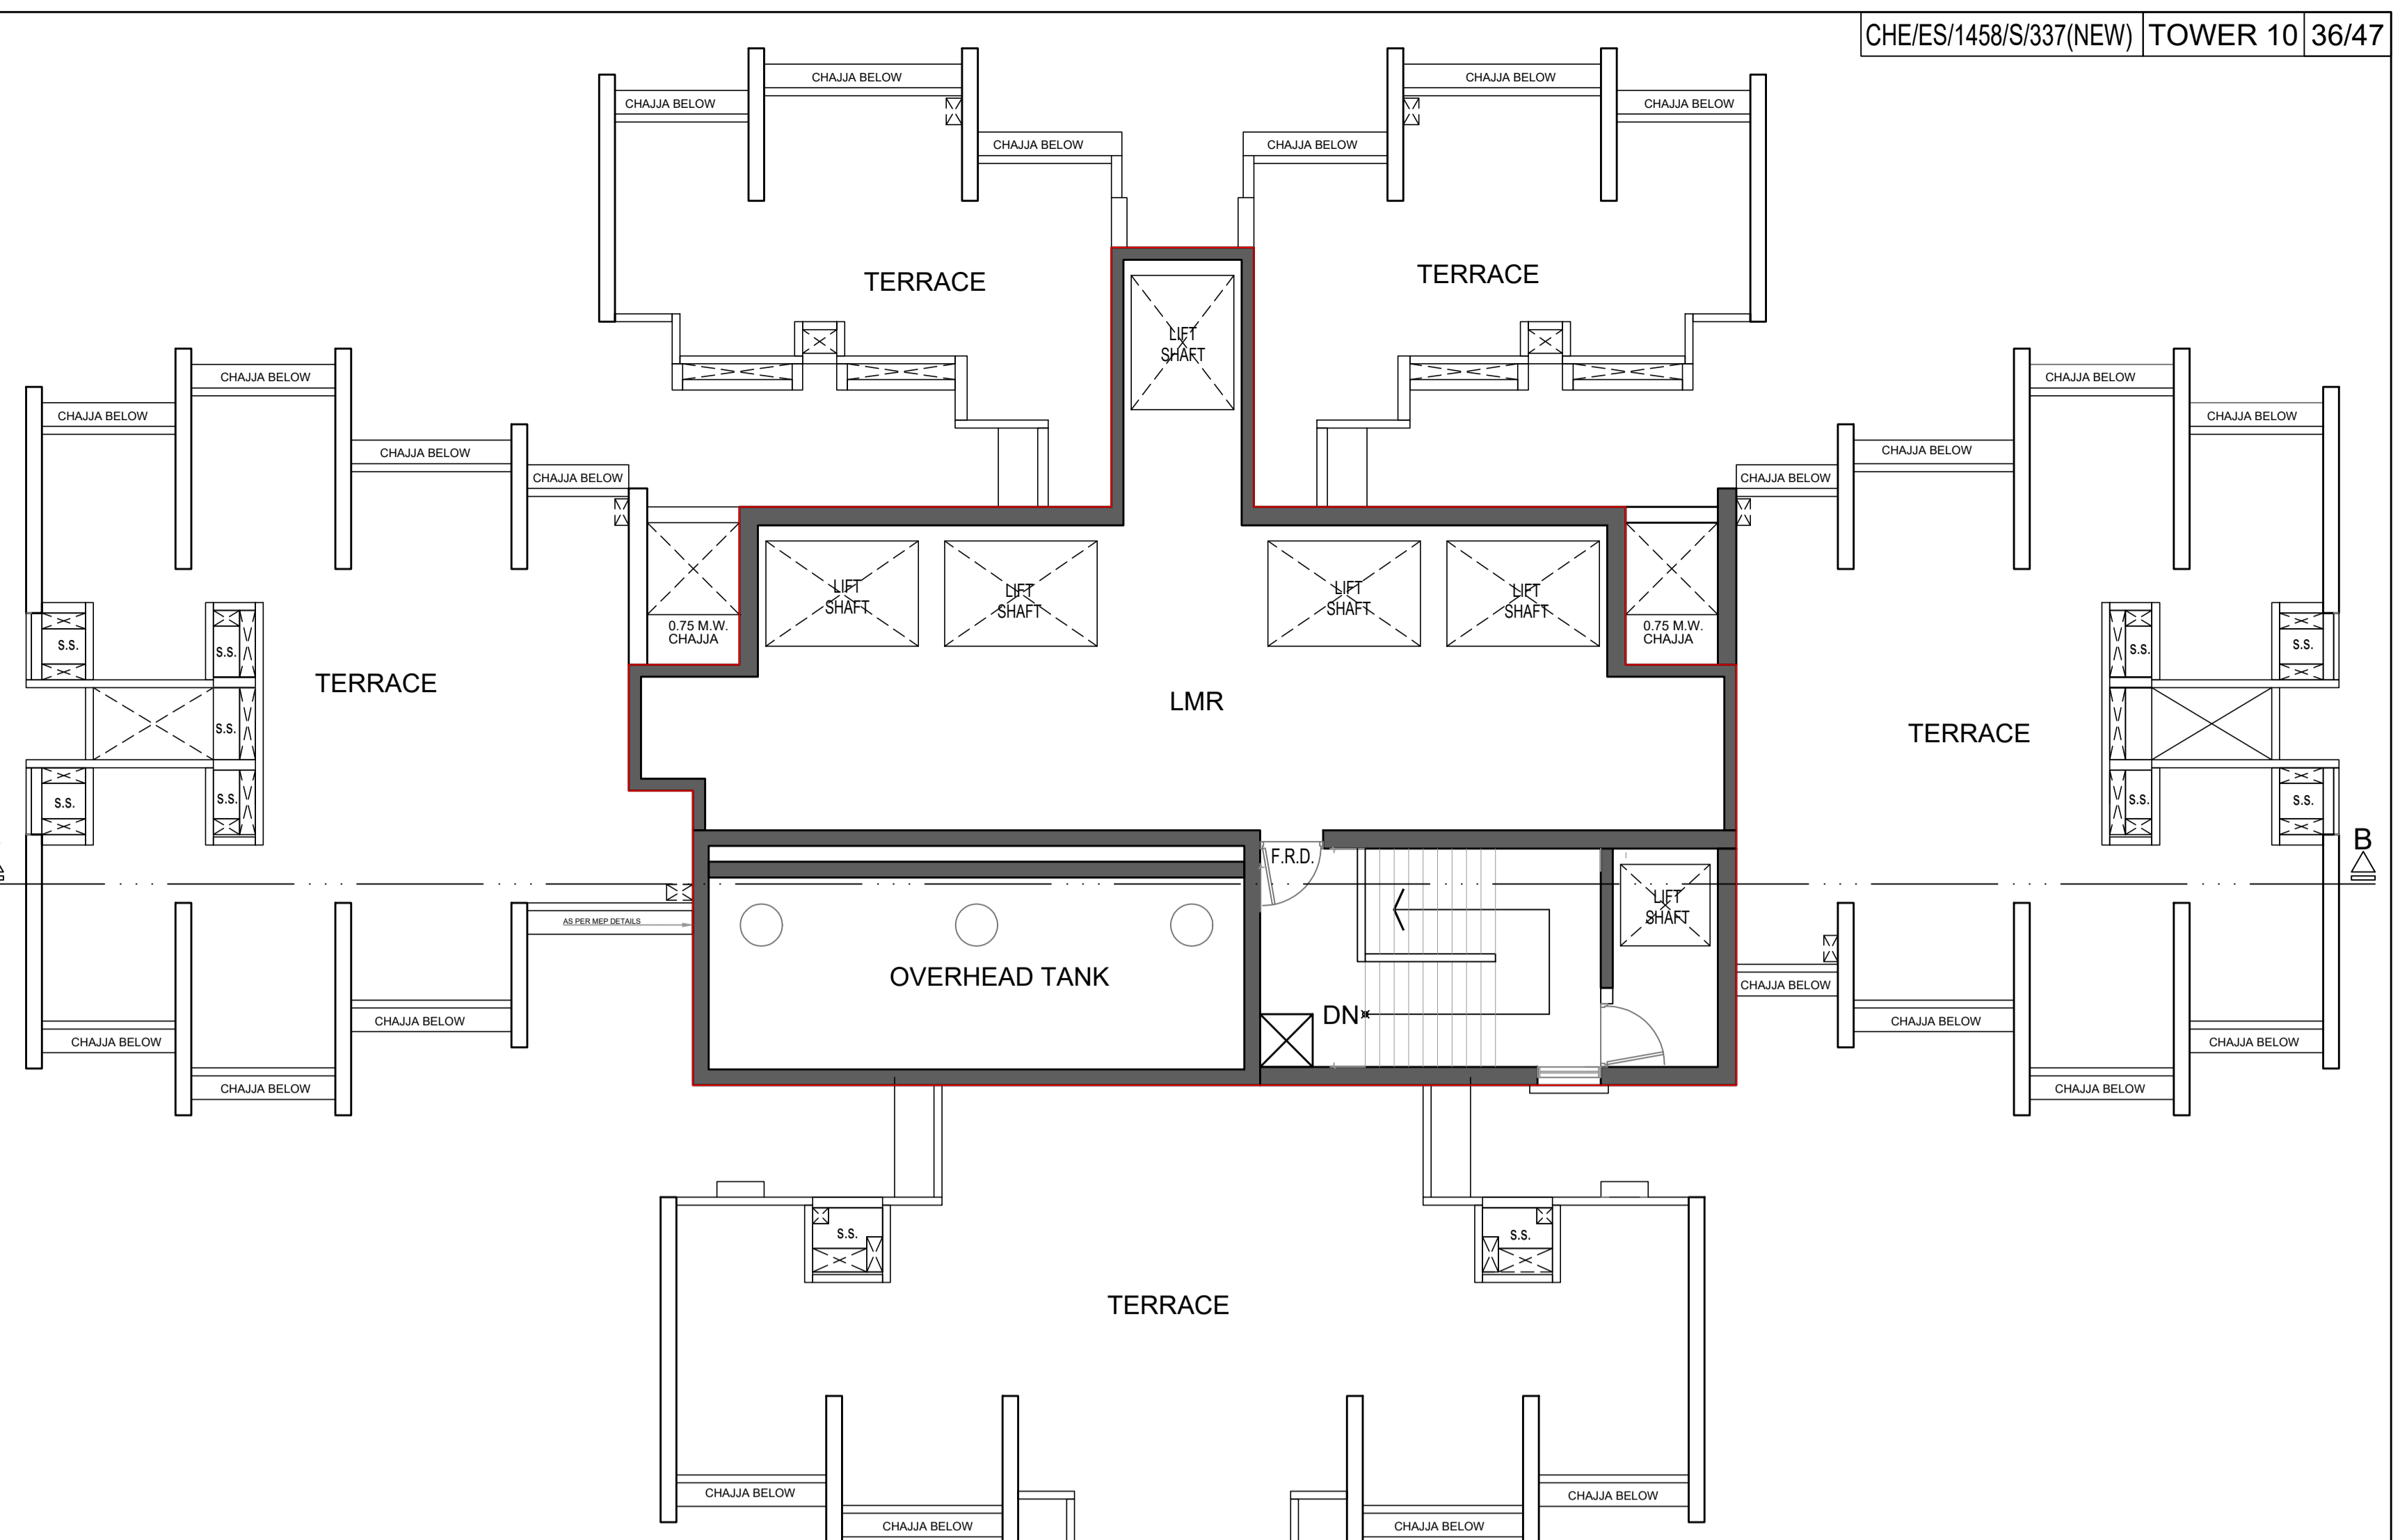 CHE/ES/1458/S/337(NEW) TOWER 10 36/47
CHAJJA BELOW
CHAJJA BELOW
CHAJJA BELOW
CHAJJA BELOW
CHAJJA BELOW
CHAJJA BELOW
TERRACE
TERRACE
LIFT
SHAFT
CHAJJA BELOW
CHAJJA BELOW
CHAJJA BELOW
CHAJJA BELOW
CHAJJA BELOW
CHAJJA BELOW
CHAJJA BELOW
CHAJJA BELOW
LIFT
SHAFT
LIFT
SHAFT
LIFT
SHAFT
LIFT
SHAFT
0.75 M.W.
CHAJJA
0.75 M.W.
CHAJJA
S.S.
S.S.
S.S.
S.S.
TERRACE
LMR
TERRACE
S.S.
S.S.
S.S.
S.S.
S.S.
B
F.R.D.
LIFT
SHAFT
AS PER MEP DETAILS
OVERHEAD TANK
DN
CHAJJA BELOW
CHAJJA BELOW
CHAJJA BELOW
CHAJJA BELOW
CHAJJA BELOW
CHAJJA BELOW
CHAJJA BELOW
S.S.
S.S.
TERRACE
CHAJJA BELOW
CHAJJA BELOW
CHAJJA BELOW
CHAJJA BELOW